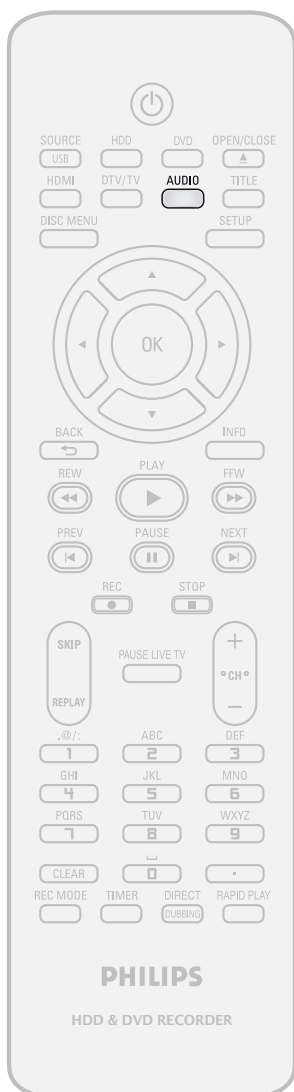 SOURCE HDD DVD OPEN/CLOSE
USB
HDMI DTV/TV AUDIO TITLE
DISC MENU SETUP
OK
BACK INFO
REW PLAY FFW
PREV PAUSE NEXT
REC STOP
SKIP PAUSE LIVE TV +
CH
REPLAY –
.@/: ABC DEF
1 2 3
GHI JKL MNO
4 5 6
PQRS TUV WXYZ
7 8 9
CLEAR 0 .
REC MODE TIMER DIRECT RAPID PLAY
DUBBING
PHILIPS
HDD & DVD RECORDER